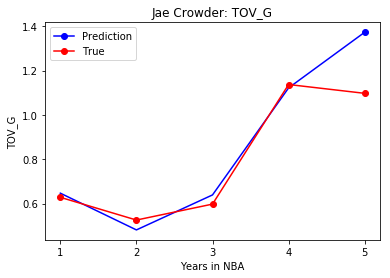 Jae Crowder: TOV_G
Prediction
True
1.4
1.2
1.0
0.8
0.6
TOV_G
1 2 3 4 5
Years in NBA